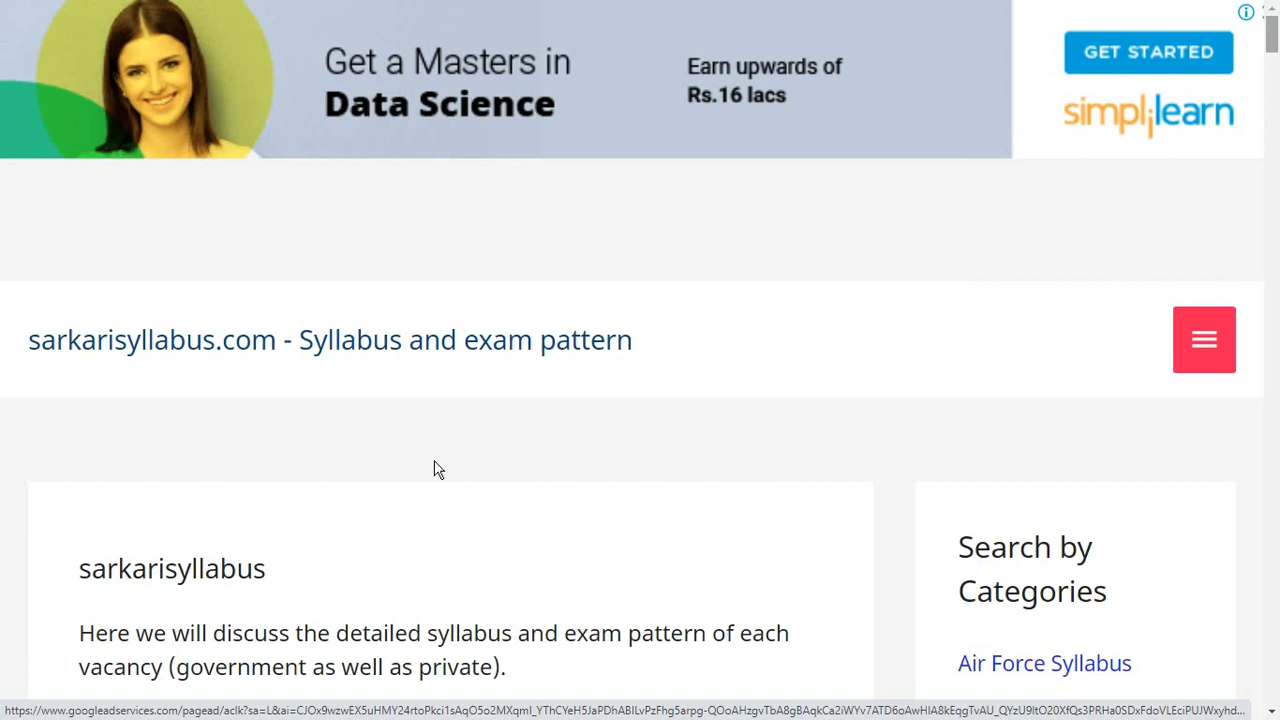 Get a Masters in
Data Science
Earn upwards of
Rs.16 lacs
GET STARTED
simplilearn
sarkarisyllabus.com - Syllabus and exam pattern
sarkarisyllabus
Here we will discuss the detailed syllabus and exam pattern of each
vacancy (government as well as private).
Search by
Categories
Air Force Syllabus